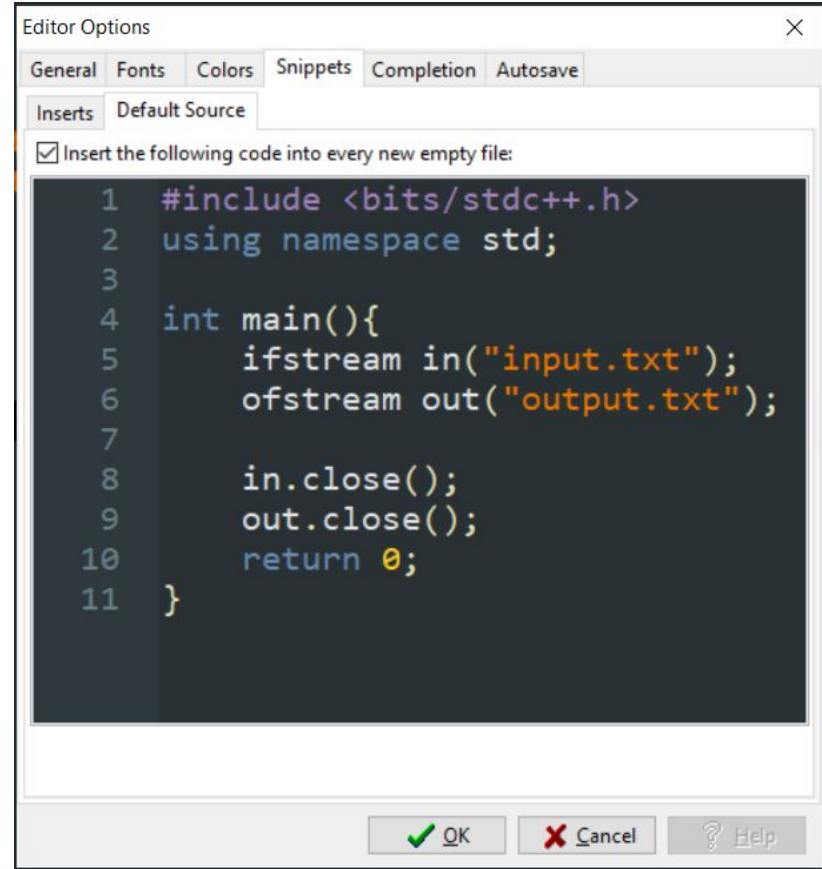 Editor Options
General Fonts Colors Snippets Completion Autosave
Inserts Default Source
Insert the following code into every new empty file:
1 #include <bits/stdc++.h>
2 using namespace std;
3
4 int main(){
5     ifstream in("input.txt");
6     ofstream out("output.txt");
7
8     in.close();
9     out.close();
10     return 0;
11 }
OK Cancel Help